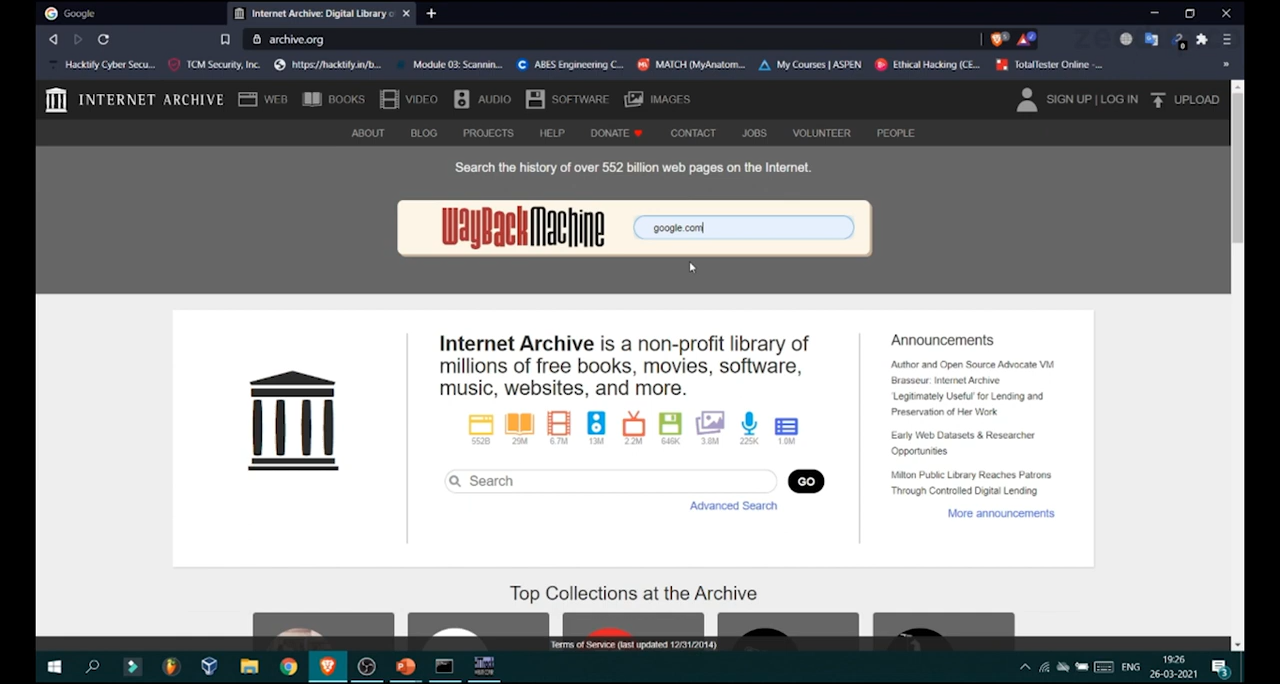 Google
Internet Archive: Digital Library o
archive.org
Hacktify Cyber Secu...
TCM Security, Inc.
https://hacktify.in/b...
Module 03: Scannin...
ABES Engineering C...
MATCH (MyAnatom...
My Courses | ASPEN
Ethical Hacking (CE...
TotalTester Online -...
INTERNET ARCHIVE
WEB
BOOKS
VIDEO
AUDIO
SOFTWARE
IMAGES
SIGN UP | LOG IN
UPLOAD
ABOUT
BLOG
PROJECTS
HELP
DONATE
CONTACT
JOBS
VOLUNTEER
PEOPLE
Search the history of over 552 billion web pages on the Internet.
WayBackMachine
google.com
Internet Archive is a non-profit library of
millions of free books, movies, software,
music, websites, and more.
552B
29M
6.7M
13M
2.2M
646K
3.8M
225K
1.0M
Search
GO
Advanced Search
Announcements
Author and Open Source Advocate VM
Brasseur: Internet Archive
'Legitimately Useful' for Lending and
Preservation of Her Work
Early Web Datasets & Researcher
Opportunities
Milton Public Library Reaches Patrons
Through Controlled Digital Lending
More announcements
Top Collections at the Archive
Terms of Service (last updated 12/31/2014)
ENG
19:26
26-03-2021
3